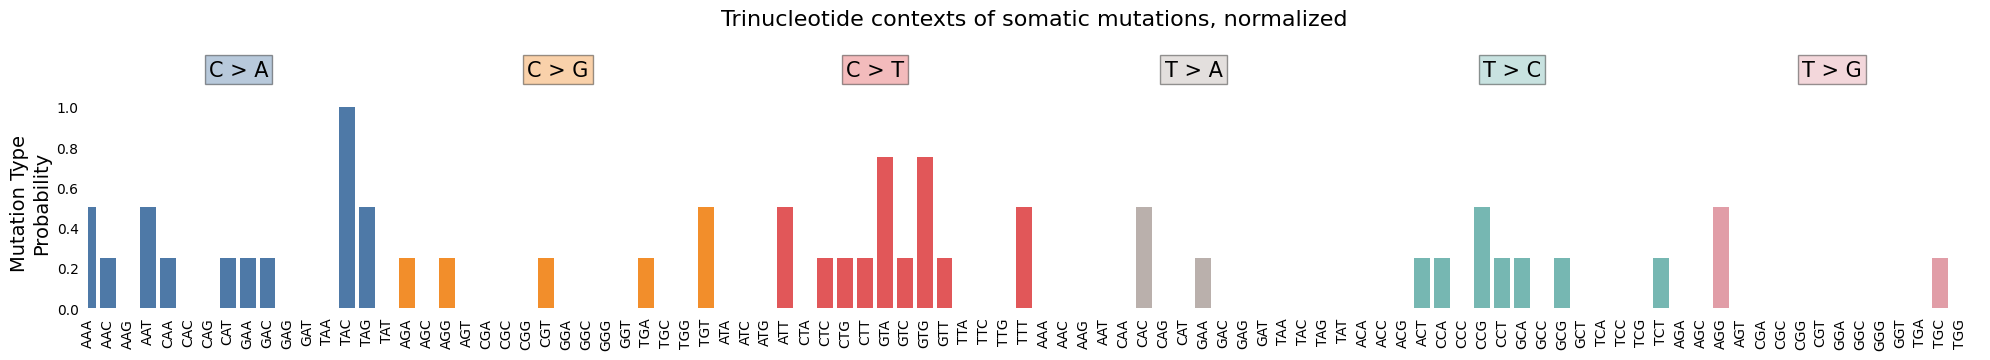 Trinucleotide contexts of somatic mutations, normalized
C > A
C > G
C > T
T > A
T > C
T > G
Mutation Type
Probability
1.0
0.8
0.6
0.4
0.2
0.0
AAA AAC AAG AAT CAA CAC CAG CAT GAA GAC GAG GAT TAA TAC TAG TAT AGA AGC AGG AGT CGA CGC CGG CGT GGA GGC GGG GGT TGA TGC TGG TGT ATA ATC ATG ATT CTA CTC CTG CTT GTA GTC GTG GTT TTA TTC TTG TTT AAA AAC AAG AAT CAA CAC CAG CAT GAA GAC GAG GAT TAA TAC TAG TAT ACA ACC ACG ACT CCA CCC CCG CCT GCA GCC GCG GCT TCA TCC TCG TCT AGA AGC AGG AGT CGA CGC CGG CGT GGA GGC GGG GGT TGA TGC TGG